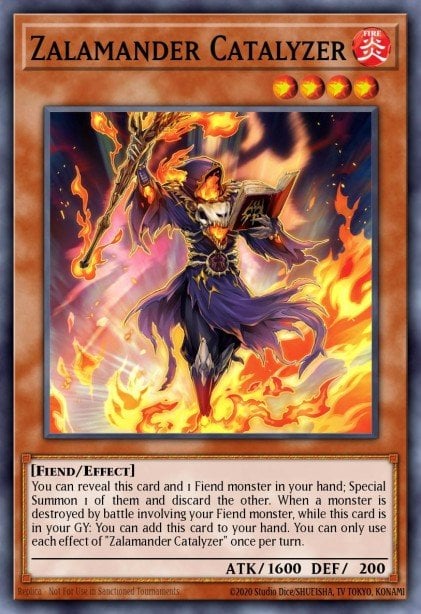 Zalamander Catalyzer
FIRE
炎
[Fiend/Effect]
You can reveal this card and 1 Fiend monster in your hand; Special
Summon 1 of them and discard the other. When a monster is
destroyed by battle involving your Fiend monster, while this card is
in your GY: You can add this card to your hand. You can only use
each effect of "Zalamander Catalyzer" once per turn.
ATK/1600 DEF/ 200
Replica - Not For Use in Sanctioned Tournaments
©2020 Studio Dice/SHUEISHA, TV TOKYO, KONAMI